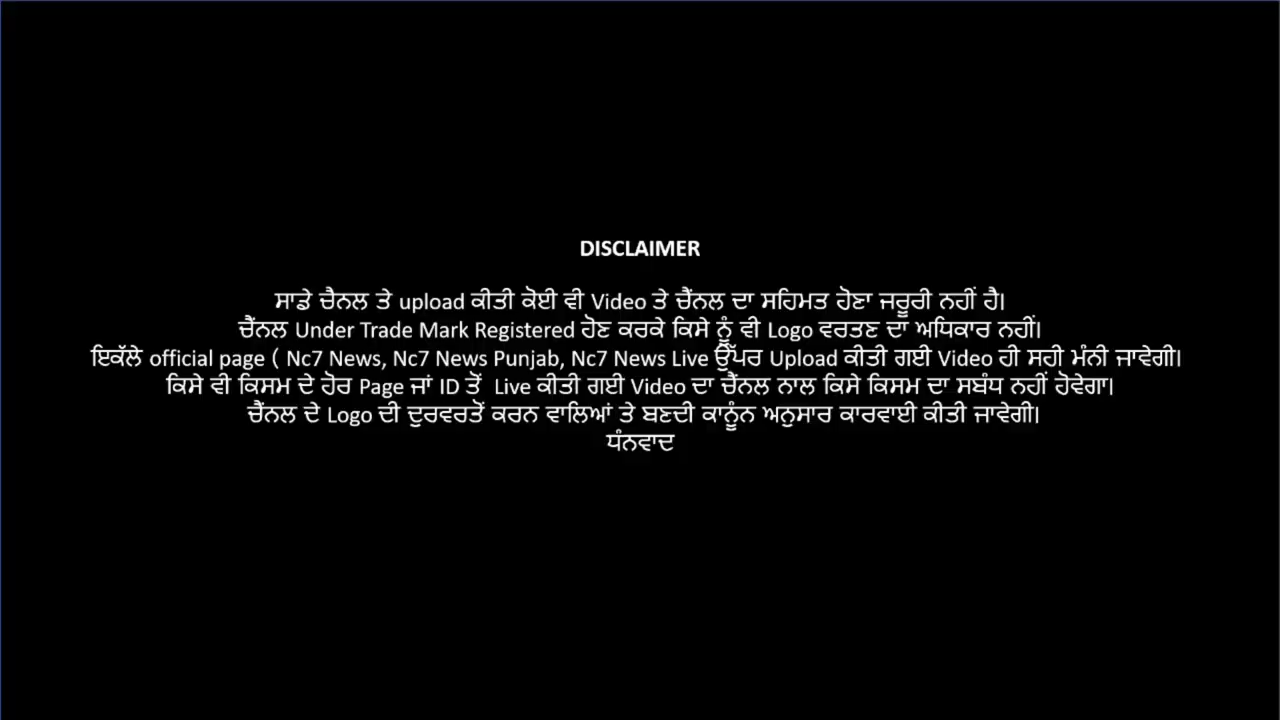 DISCLAIMER
ਸਾਡੇ ਚੈਨਲ ਤੇ upload ਕੀਤੀ ਕੋਈ ਵੀ Video ਤੇ ਚੈਂਨਲ ਦਾ ਸਹਿਮਤ ਹੋਣਾ ਜਰੂਰੀ ਨਹੀਂ ਹੈ।
ਚੈਂਨਲ Under Trade Mark Registered ਹੋਣ ਕਰਕੇ ਕਿਸੇ ਨੂੰ ਵੀ Logo ਵਰਤਣ ਦਾ ਅਧਿਕਾਰ ਨਹੀਂ।
ਇਕੱਲੇ official page ( Nc7 News, Nc7 News Punjab, Nc7 News Live ਉੱਪਰ Upload ਕੀਤੀ ਗਈ Video ਹੀ ਸਹੀ ਮੰਨੀ ਜਾਵੇਗੀ।
ਕਿਸੇ ਵੀ ਕਿਸਮ ਦੇ ਹੋਰ Page ਜਾਂ ID ਤੋਂ Live ਕੀਤੀ ਗਈ Video ਦਾ ਚੈਂਨਲ ਨਾਲ ਕਿਸੇ ਕਿਸਮ ਦਾ ਸਬੰਧ ਨਹੀਂ ਹੋਵੇਗਾ।
ਚੈਂਨਲ ਦੇ Logo ਦੀ ਦੁਰਵਰਤੋਂ ਕਰਨ ਵਾਲਿਆਂ ਤੇ ਬਣਦੀ ਕਾਨੂੰਨ ਅਨੁਸਾਰ ਕਾਰਵਾਈ ਕੀਤੀ ਜਾਵੇਗੀ।
ਧੰਨਵਾਦ